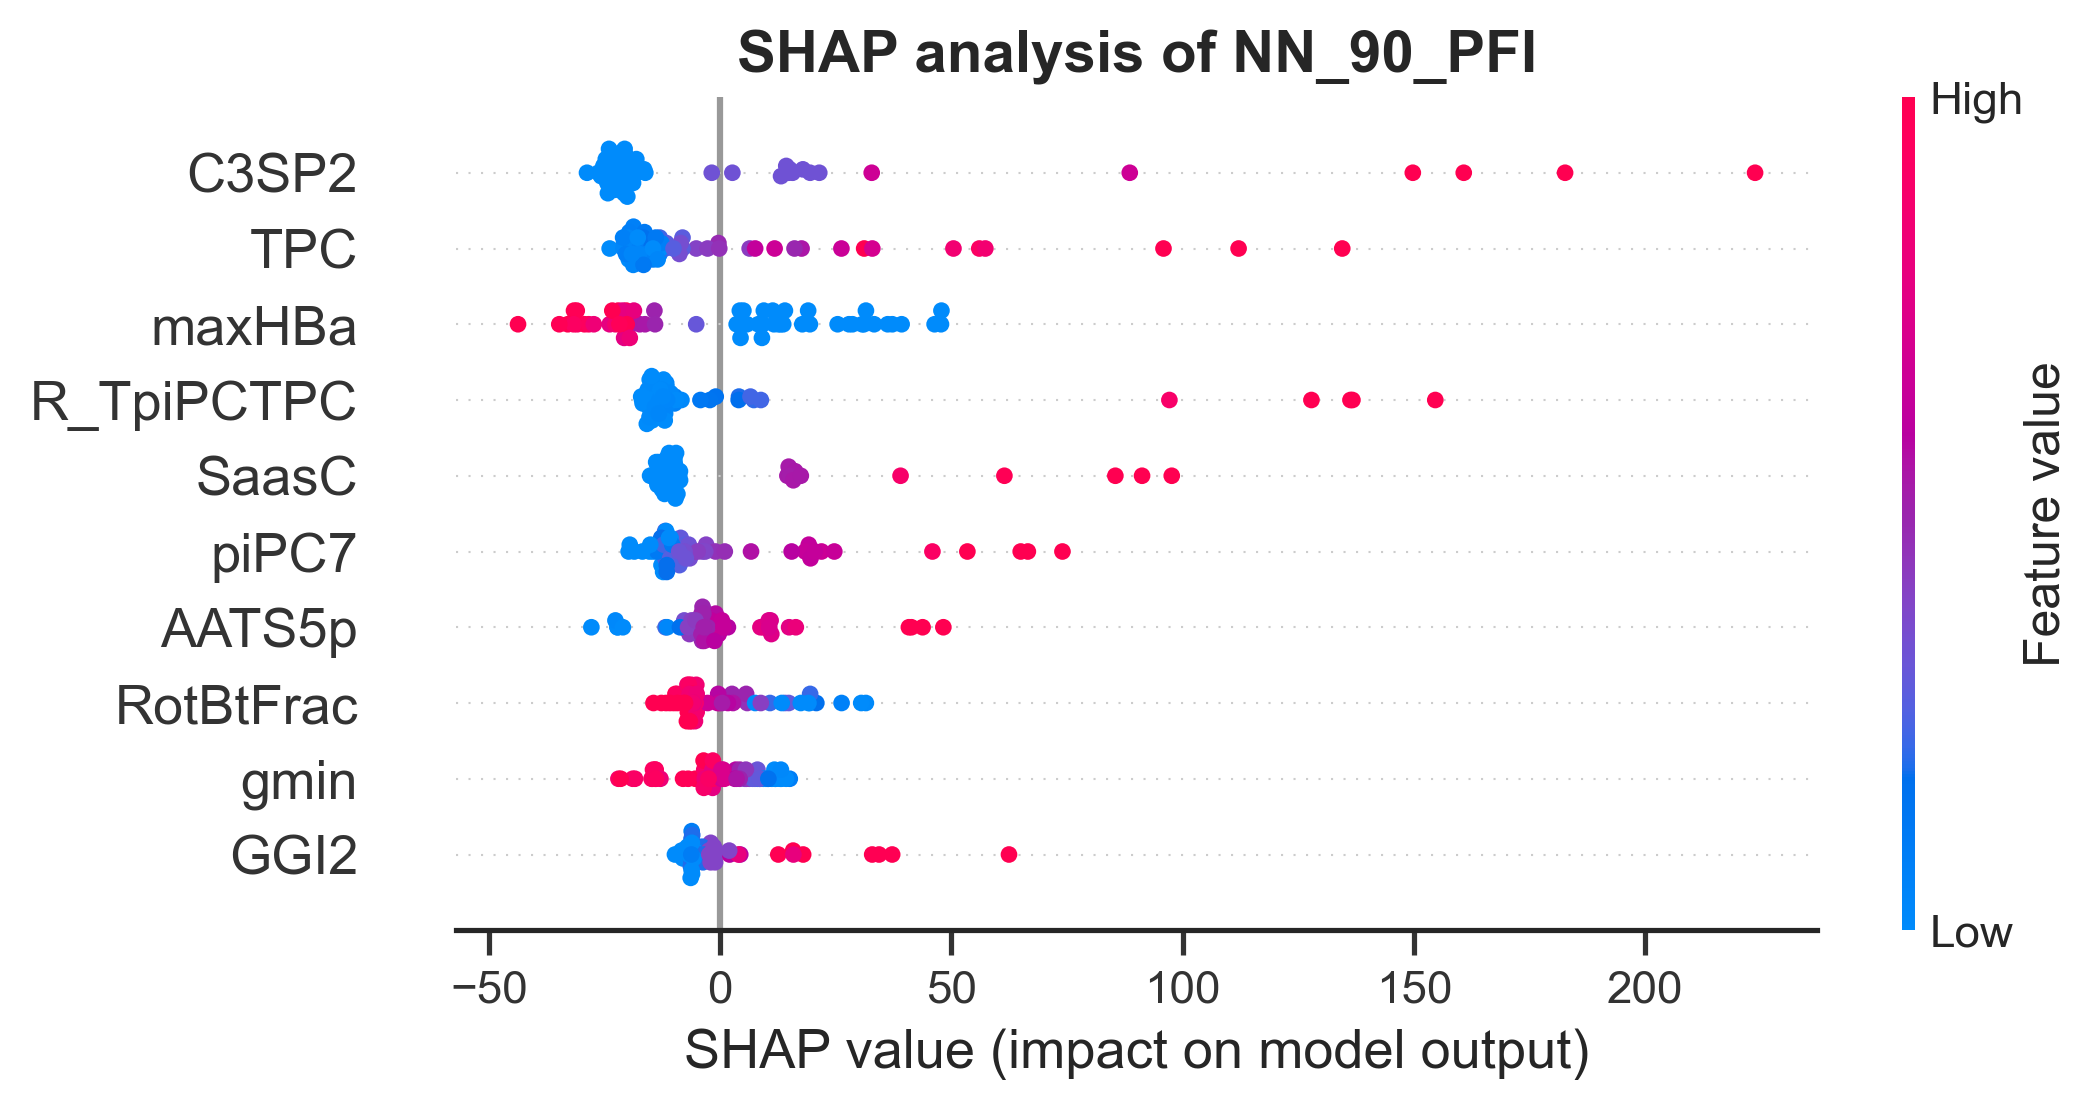 SHAP analysis of NN_90_PFI
High
C3SP2
TPC
maxHBa
R_TpiPCTPC
SaasC
piPC7
AATS5p
RotBtFrac
gmin
GGI2
Feature value
Low
−50 0 50 100 150 200
SHAP value (impact on model output)